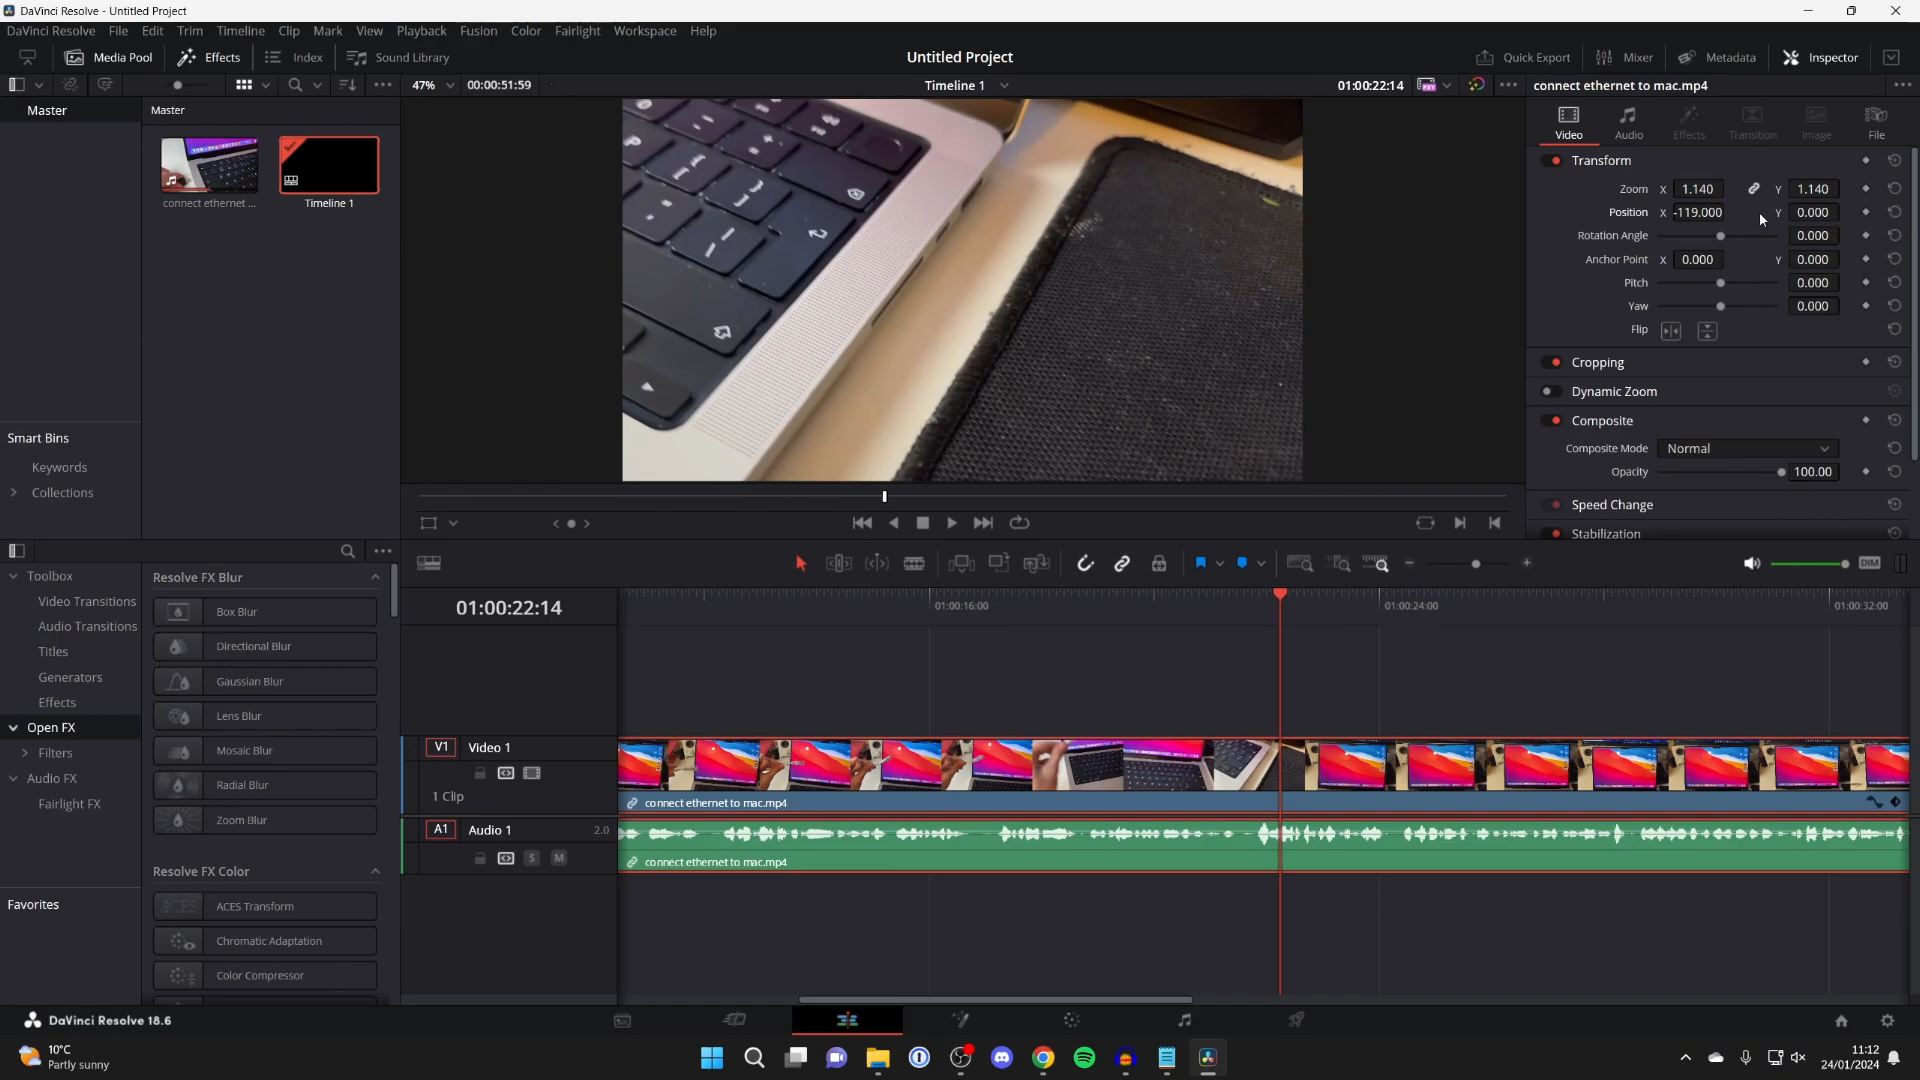 DaVinci Resolve - Untitled Project
DaVinci Resolve File Edit Trim Timeline Clip Mark View Playback Fusion Color Fairlight Workspace Help
Media Pool Effects Index Sound Library Untitled Project Quick Export Mixer Metadata Inspector
47% 00:00:51:59 Timeline 1 01:00:22:14 connect ethernet to mac.mp4
Master Master
Video Audio Effects Transition Image File
connect ethernet ... Timeline 1
Transform
Zoom X 1.140 Y 1.140
Position X -119.000 Y 0.000
Rotation Angle 0.000
Anchor Point X 0.000 Y 0.000
Pitch 0.000
Yaw 0.000
Flip
Cropping
Dynamic Zoom
Composite
Composite Mode Normal
Opacity 100.00
Speed Change
Stabilization
Smart Bins
Keywords
Collections
Toolbox
Video Transitions
Audio Transitions
Titles
Generators
Effects
Open FX
Filters
Audio FX
Fairlight FX
Favorites
Resolve FX Blur
Box Blur
Directional Blur
Gaussian Blur
Lens Blur
Mosaic Blur
Radial Blur
Zoom Blur
Resolve FX Color
ACES Transform
Chromatic Adaptation
Color Compressor
DIM
01:00:22:14 01:00:16:00 01:00:24:00 01:00:32:00
V1 Video 1
1 Clip
connect ethernet to mac.mp4
A1 Audio 1 2.0
S M
connect ethernet to mac.mp4
DaVinci Resolve 18.6
10°C
Partly sunny
11:12
24/01/2024